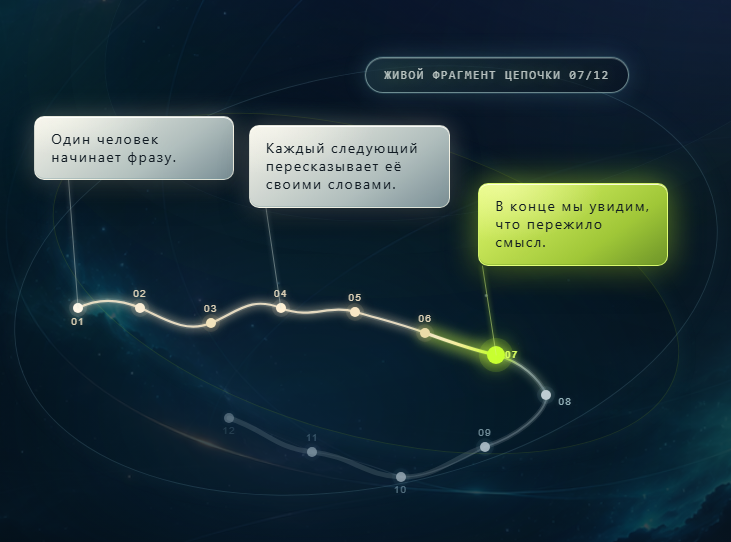 ЖИВОЙ ФРАГМЕНТ ЦЕПОЧКИ 07/12
Один человек
начинает фразу.
Каждый следующий
пересказывает её
своими словами.
В конце мы увидим,
что пережило
смысл.
01
02
03
04
05
06
07
08
09
10
11
12